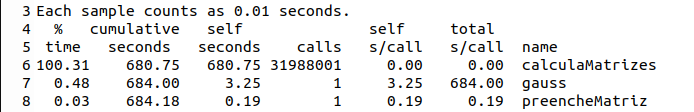 3 Each sample counts as 0.01 seconds.
4   %   cumulative   self              self     total
5  time   seconds   seconds    calls   s/call   s/call  name
6 100.31    680.75   680.75 31988001     0.00     0.00  calculaMatrizes
7   0.48    684.00     3.25        1     3.25   684.00  gauss
8   0.03    684.18     0.19        1     0.19     0.19  preencheMatriz